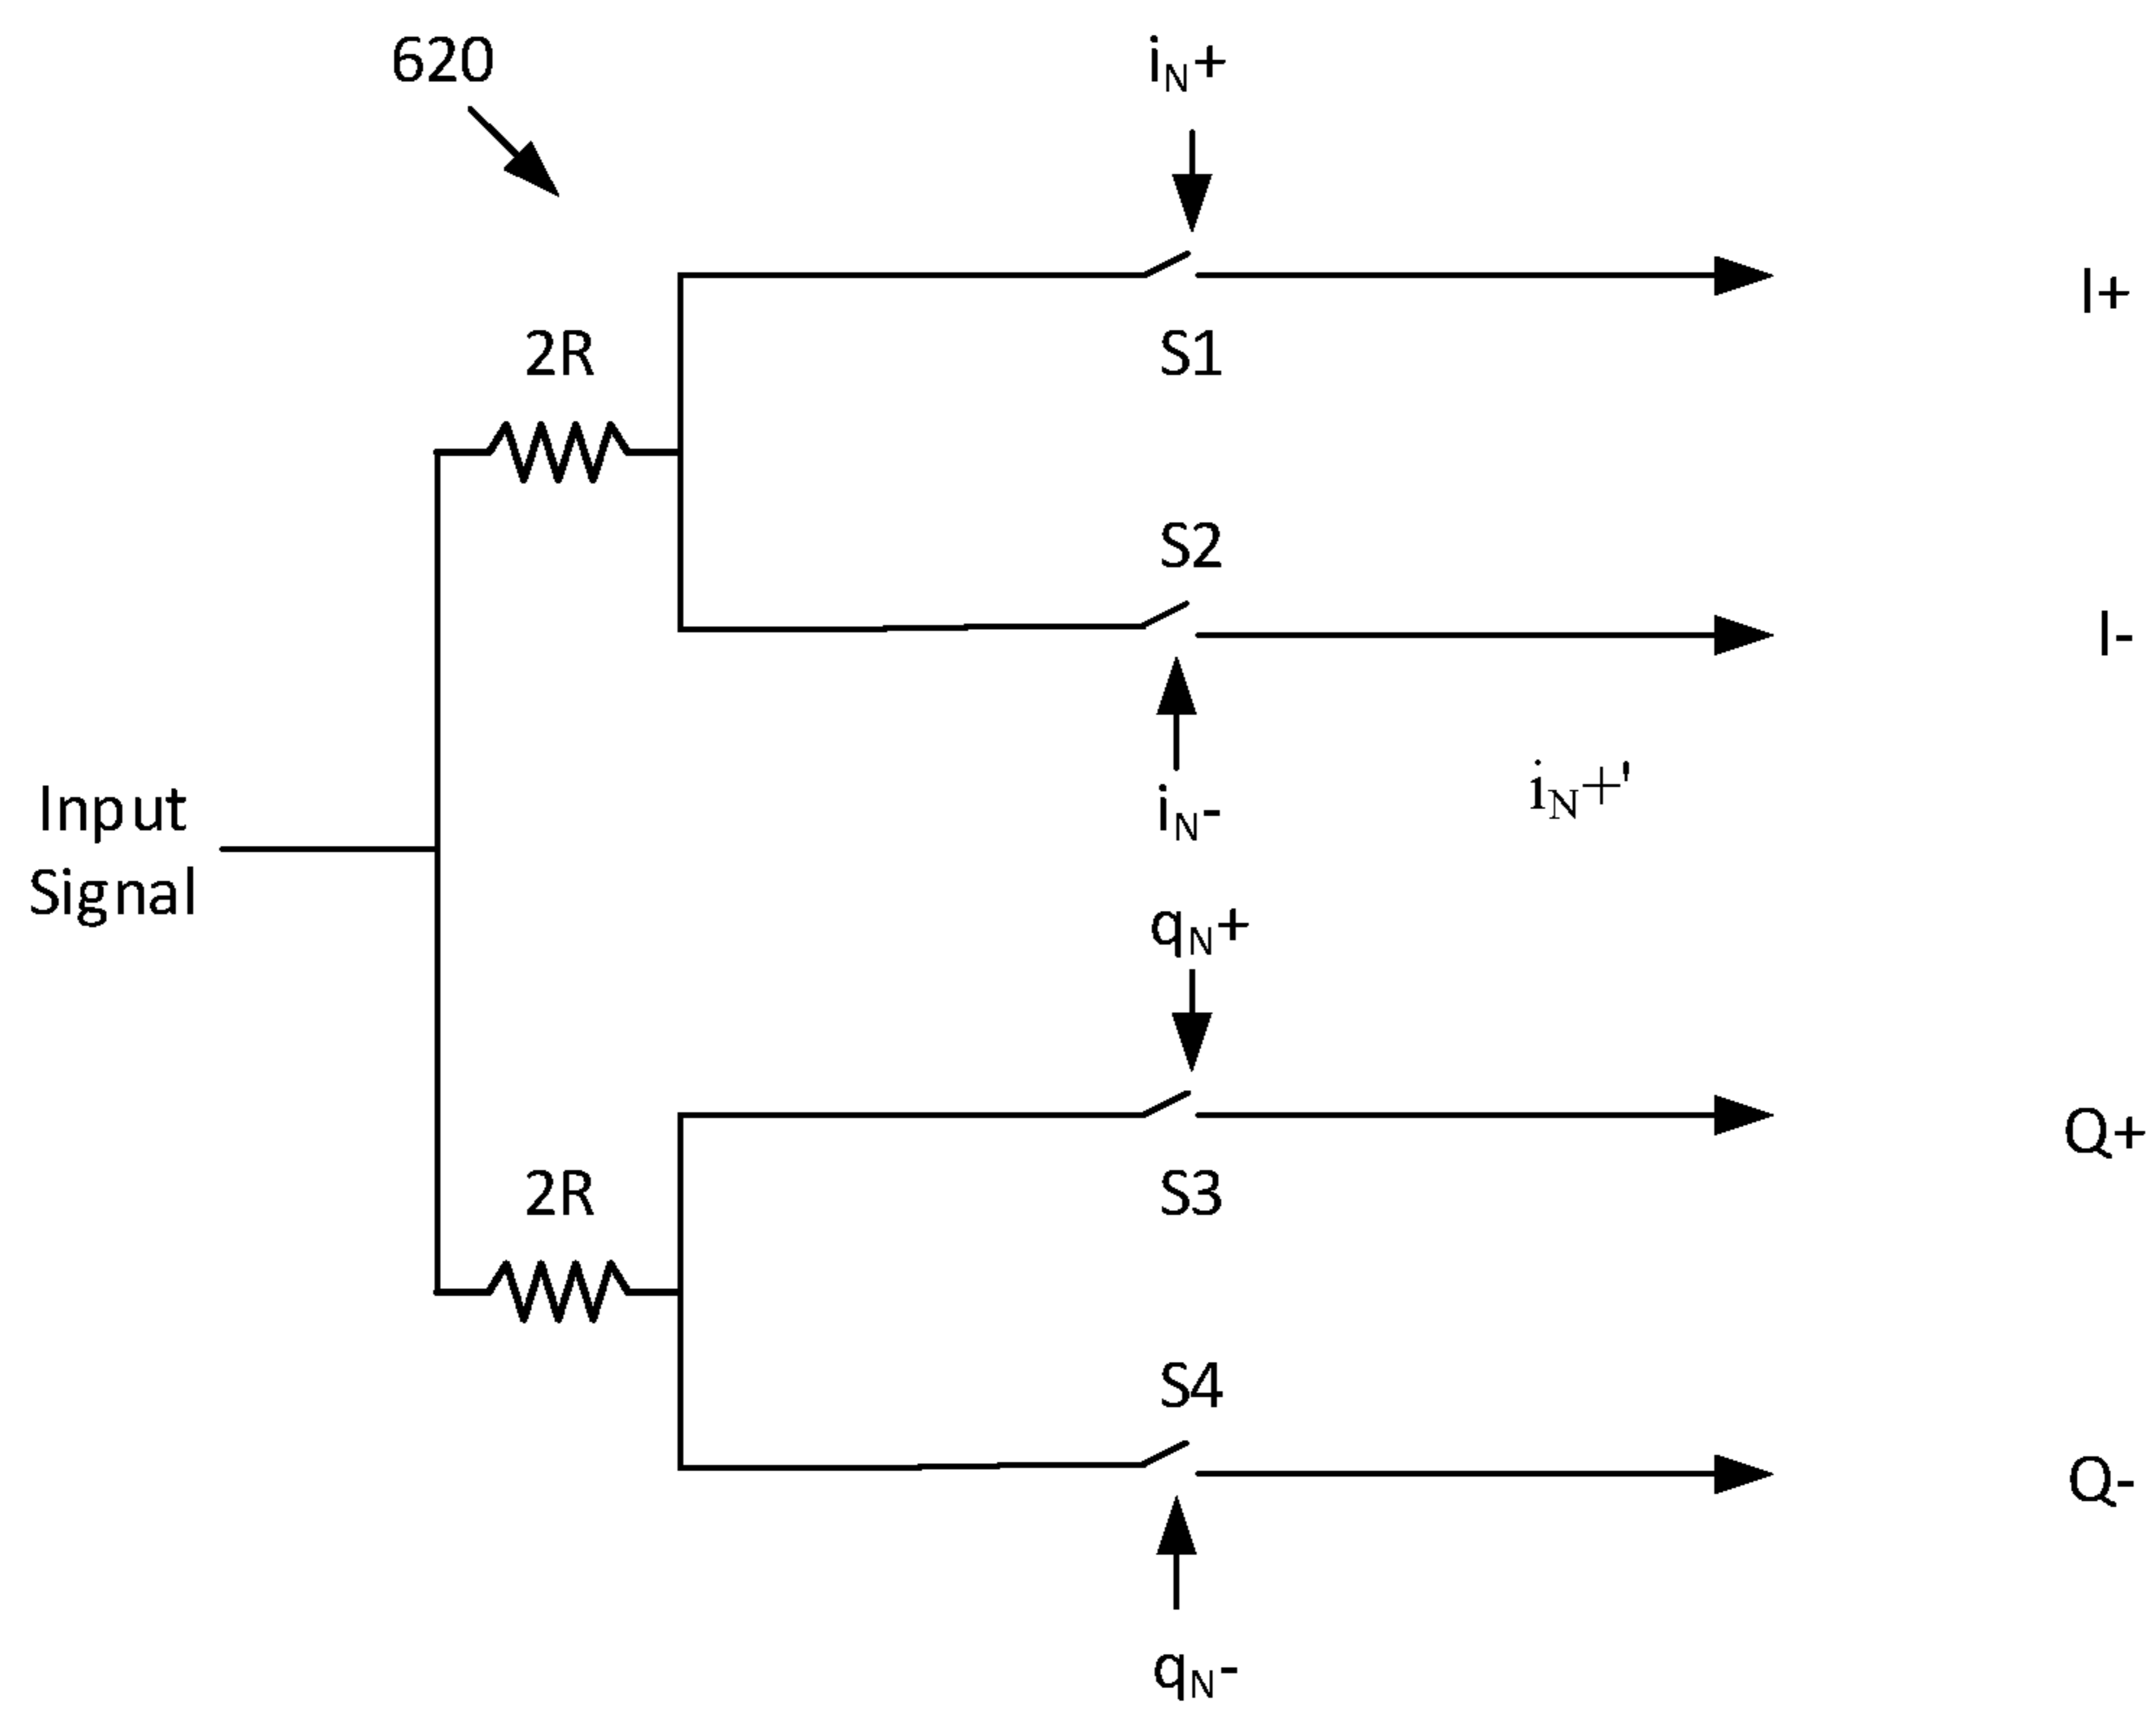 620
iN+
I+
2R
S1
S2
I-
iN-
iN+'
Input
Signal
qN+
Q+
2R
S3
S4
Q-
qN-